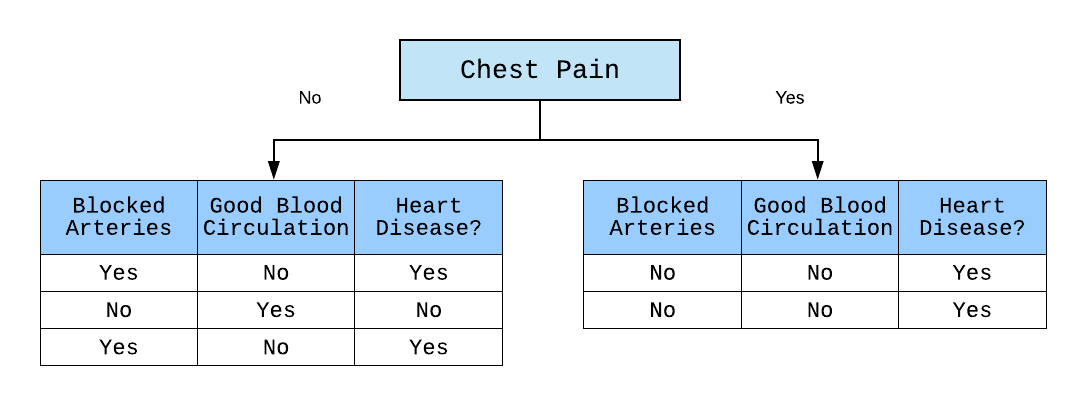 Chest Pain
No
Yes
Blocked Arteries Good Blood Circulation Heart Disease?
Yes No Yes
No Yes No
Yes No Yes
Blocked Arteries Good Blood Circulation Heart Disease?
No No Yes
No No Yes